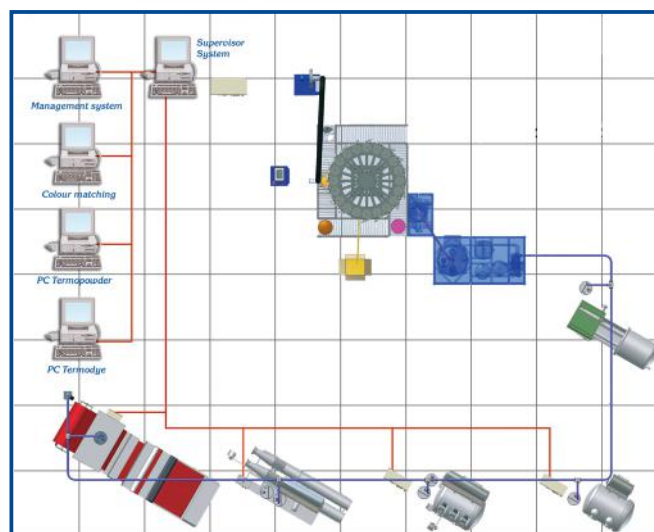 Supervisor
System
Management system
Colour matching
PC Termopowder
PC Termodye